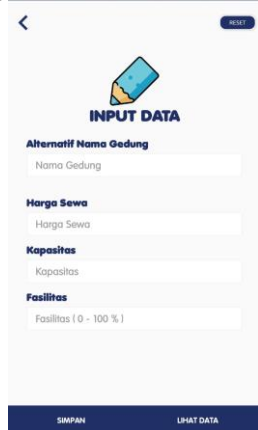 RESET
INPUT DATA
Alternatif Nama Gedung
Nama Gedung
Harga Sewa
Harga Sewa
Kapasitas
Kapasitas
Fasilitas
Fasilitas ( 0 - 100 % )
SIMPAN LIHAT DATA